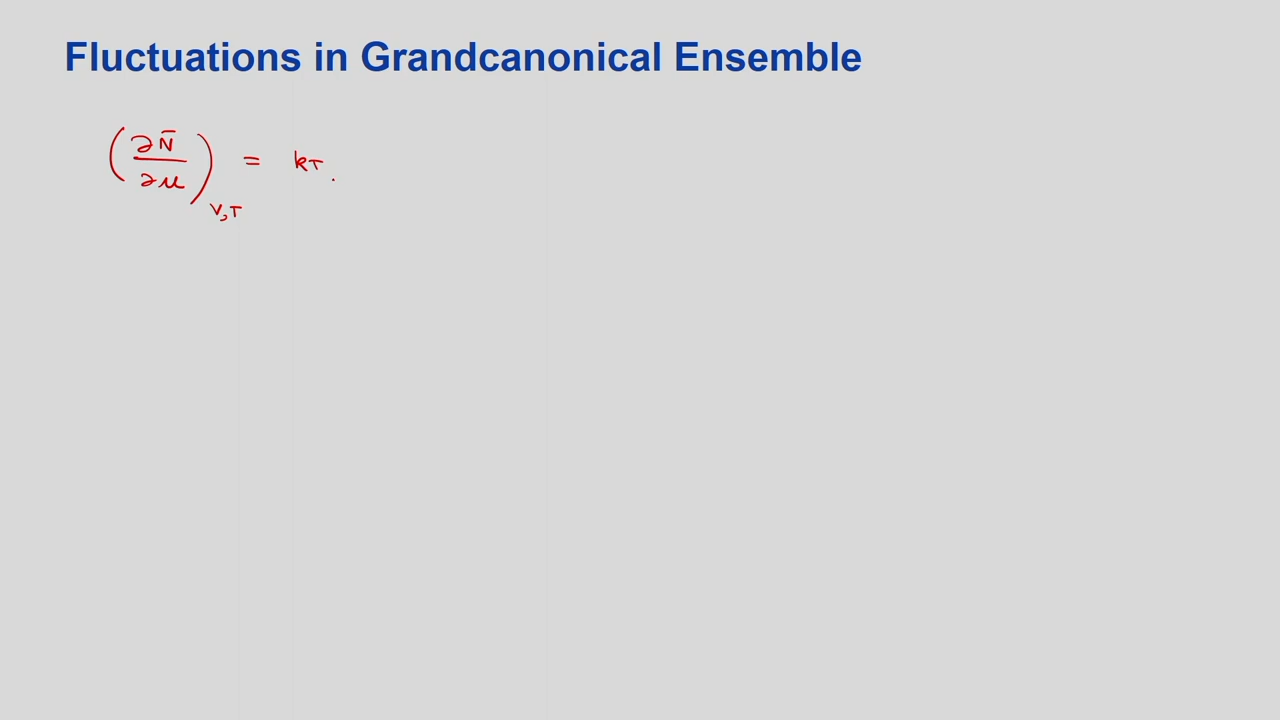 Fluctuations in Grandcanonical Ensemble
(∂N̄/∂μ)_{V,T} = kT.